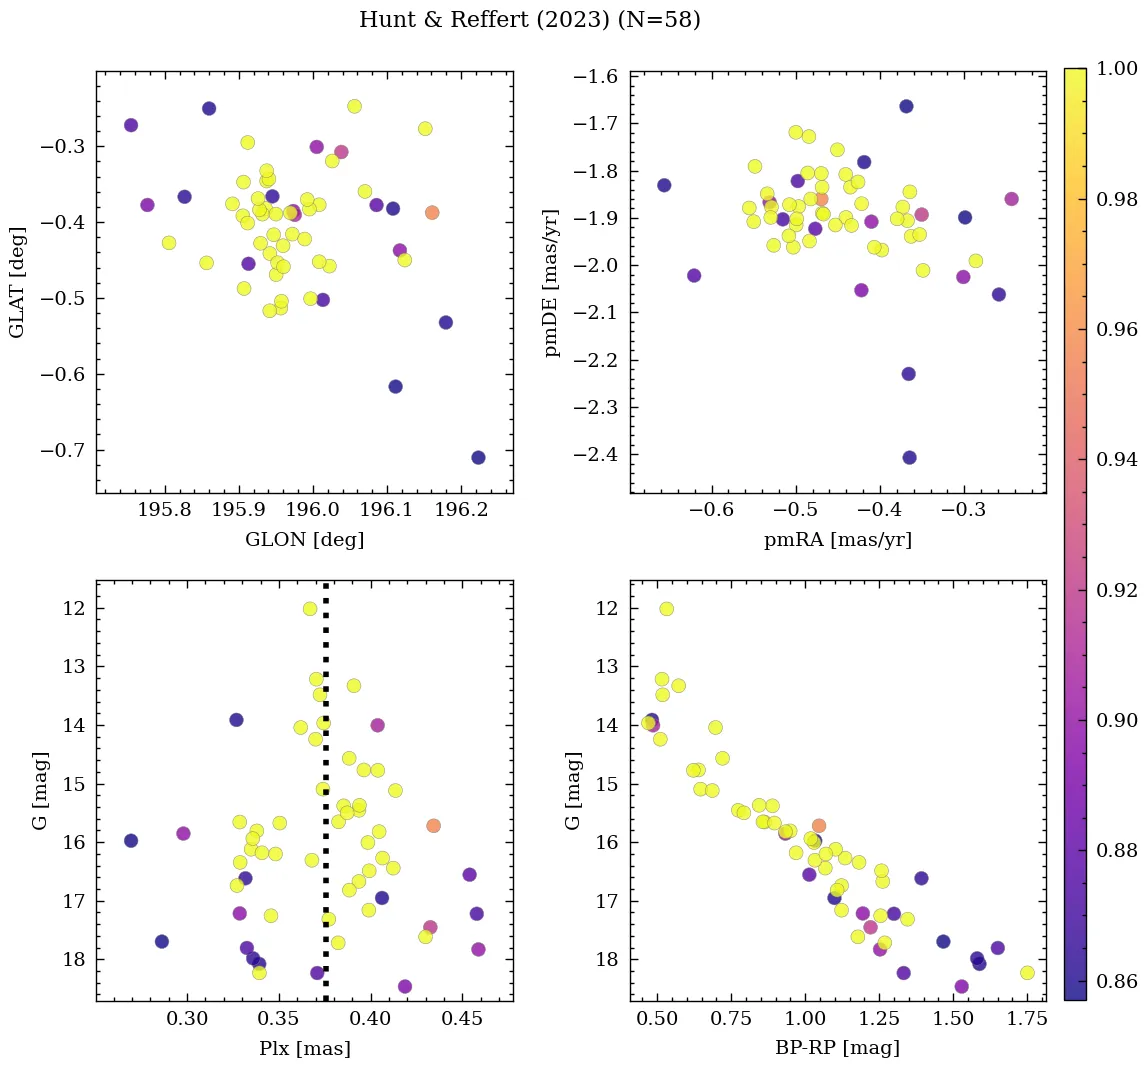 Hunt & Reffert (2023) (N=58)
GLAT [deg]
−0.3
−0.4
−0.5
−0.6
−0.7
195.8 195.9 196.0 196.1 196.2
GLON [deg]
pmDE [mas/yr]
−1.6
−1.7
−1.8
−1.9
−2.0
−2.1
−2.2
−2.3
−2.4
−0.6 −0.5 −0.4 −0.3
pmRA [mas/yr]
G [mag]
12
13
14
15
16
17
18
0.30 0.35 0.40 0.45
Plx [mas]
G [mag]
12
13
14
15
16
17
18
0.50 0.75 1.00 1.25 1.50 1.75
BP-RP [mag]
1.00
0.98
0.96
0.94
0.92
0.90
0.88
0.86